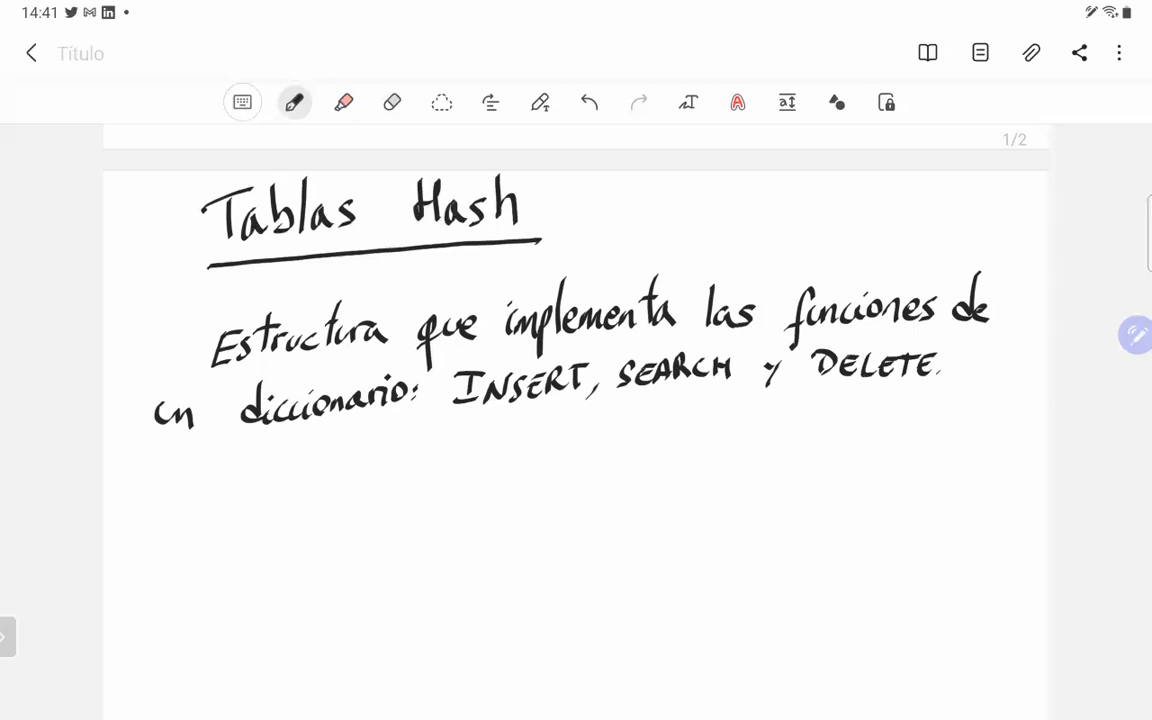 14:41
Título
1/2
Tablas Hash
Estructura que implementa las funciones de
un diccionario: INSERT, SEARCH y DELETE.